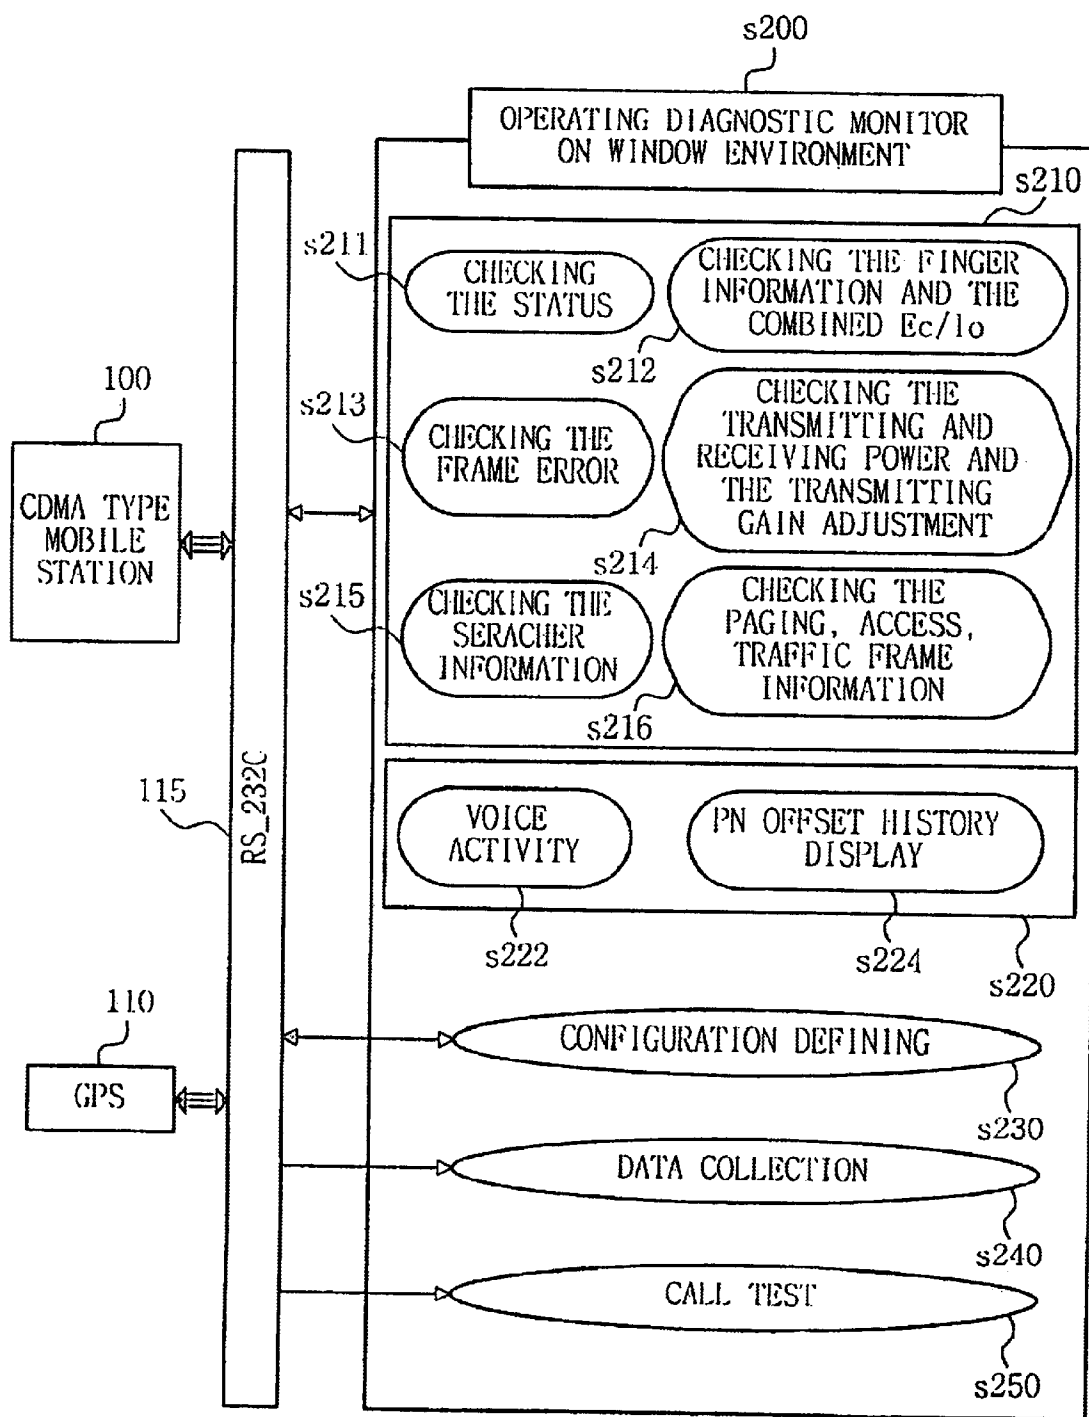 s200
OPERATING DIAGNOSTIC MONITOR
ON WINDOW ENVIRONMENT
s210
s211
CHECKING
THE STATUS
CHECKING THE FINGER
INFORMATION AND THE
COMBINED Ec/Io
s212
100
CDMA TYPE
MOBILE
STATION
s213
CHECKING THE
FRAME ERROR
CHECKING THE
TRANSMITTING AND
RECEIVING POWER AND
THE TRANSMITTING
GAIN ADJUSTMENT
s214
s215
CHECKING THE
SERACHER
INFORMATION
CHECKING THE
PAGING, ACCESS,
TRAFFIC FRAME
INFORMATION
s216
115
RS_232C
VOICE
ACTIVITY
PN OFFSET HISTORY
DISPLAY
s222
s224
s220
110
GPS
CONFIGURATION DEFINING
s230
DATA COLLECTION
s240
CALL TEST
s250